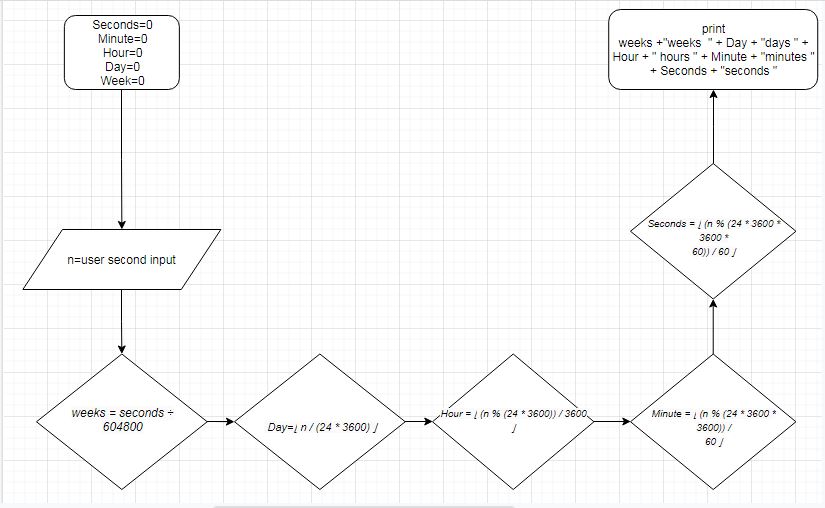 Seconds=0
Minute=0
Hour=0
Day=0
Week=0
n=user second input
weeks = seconds ÷
604800
Day=⌊ n / (24 * 3600) ⌋
Hour = ⌊ (n % (24 * 3600)) / 3600
⌋
Minute = ⌊ (n % (24 * 3600 *
3600)) /
60 ⌋
Seconds = ⌊ (n % (24 * 3600 *
3600 *
60)) / 60 ⌋
print
weeks +"weeks " + Day + "days " +
Hour + " hours " + Minute + "minutes "
+ Seconds + "seconds "